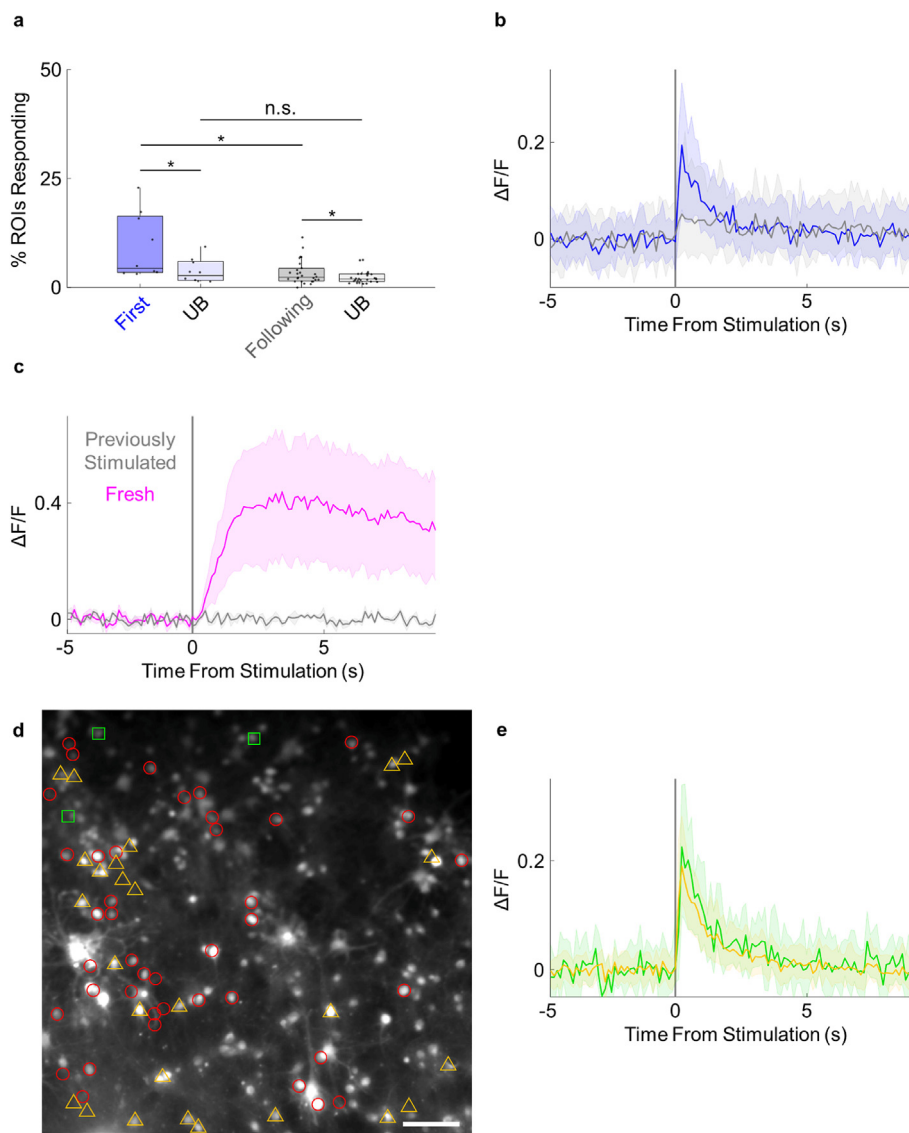 a
50
25
0
% ROIs Responding
n.s.
*
*
*
First
UB
Following
UB
b
0.2
0
ΔF/F
-5
0
5
Time From Stimulation (s)
c
Previously
Stimulated
Fresh
0.4
0
ΔF/F
-5
0
5
Time From Stimulation (s)
d
e
0.2
0
ΔF/F
-5
0
5
Time From Stimulation (s)